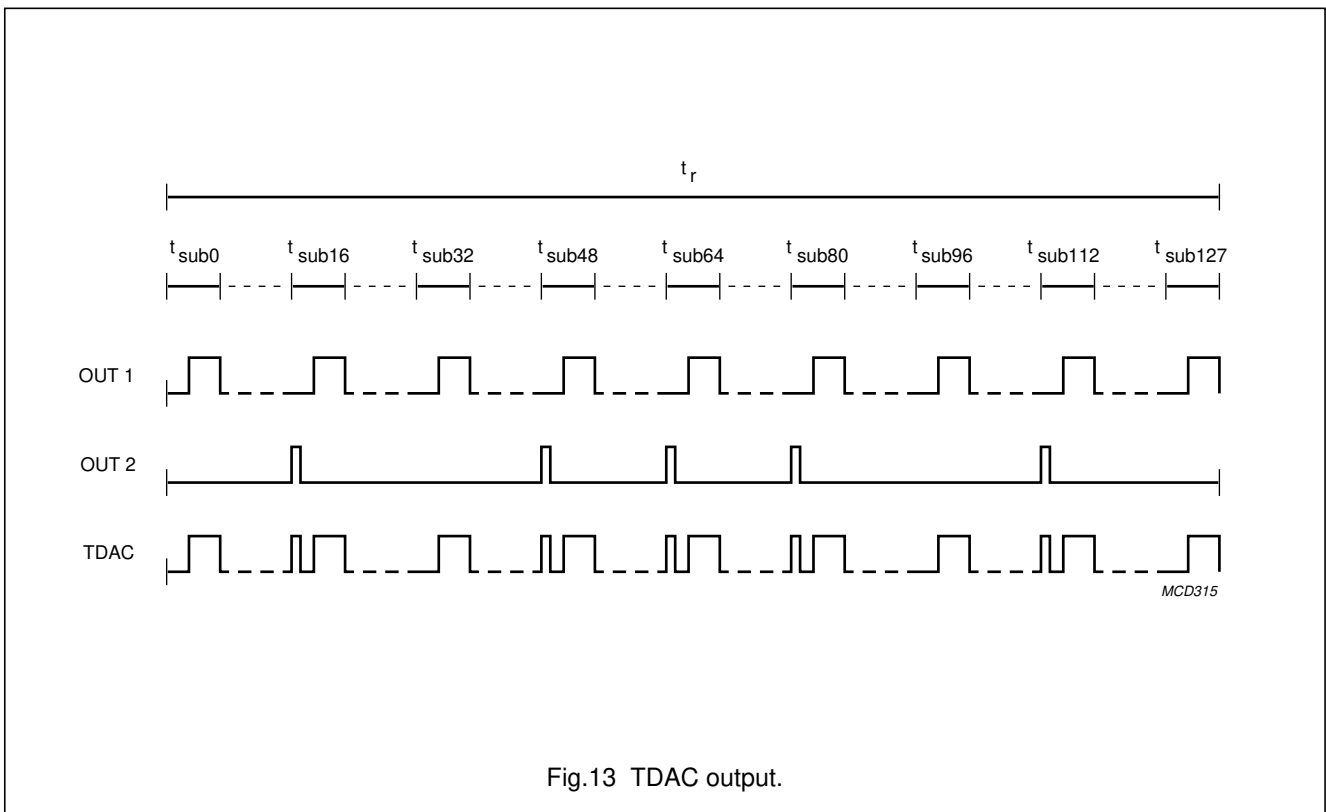 t r
t sub0 t sub16 t sub32 t sub48 t sub64 t sub80 t sub96 t sub112 t sub127
OUT 1
OUT 2
TDAC
MCD315
Fig.13 TDAC output.